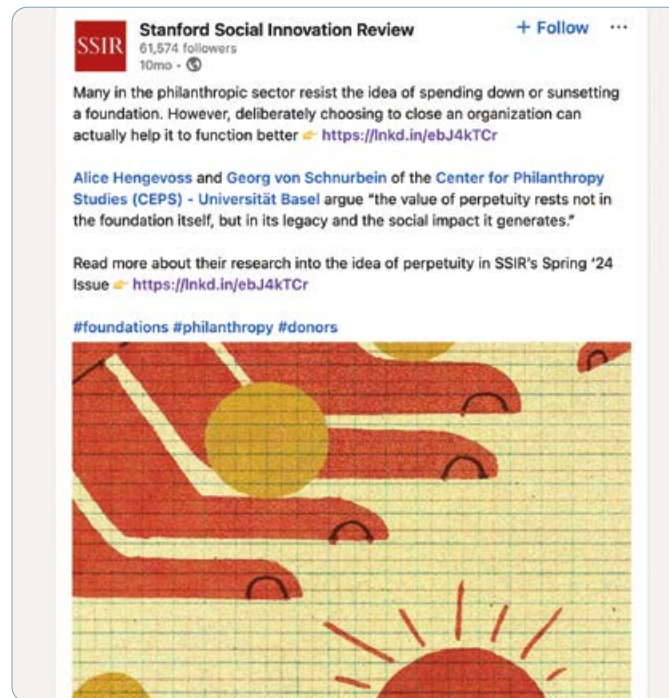 SSIR
Stanford Social Innovation Review
+ Follow ···
61,574 followers
10mo •
Many in the philanthropic sector resist the idea of spending down or sunsetting
a foundation. However, deliberately choosing to close an organization can
actually help it to function better 👉 https://lnkd.in/ebJ4kTCr
Alice Hengevoss and Georg von Schnurbein of the Center for Philanthropy
Studies (CEPS) - Universität Basel argue “the value of perpetuity rests not in
the foundation itself, but in its legacy and the social impact it generates.”
Read more about their research into the idea of perpetuity in SSIR's Spring '24
Issue 👉 https://lnkd.in/ebJ4kTCr
#foundations #philanthropy #donors